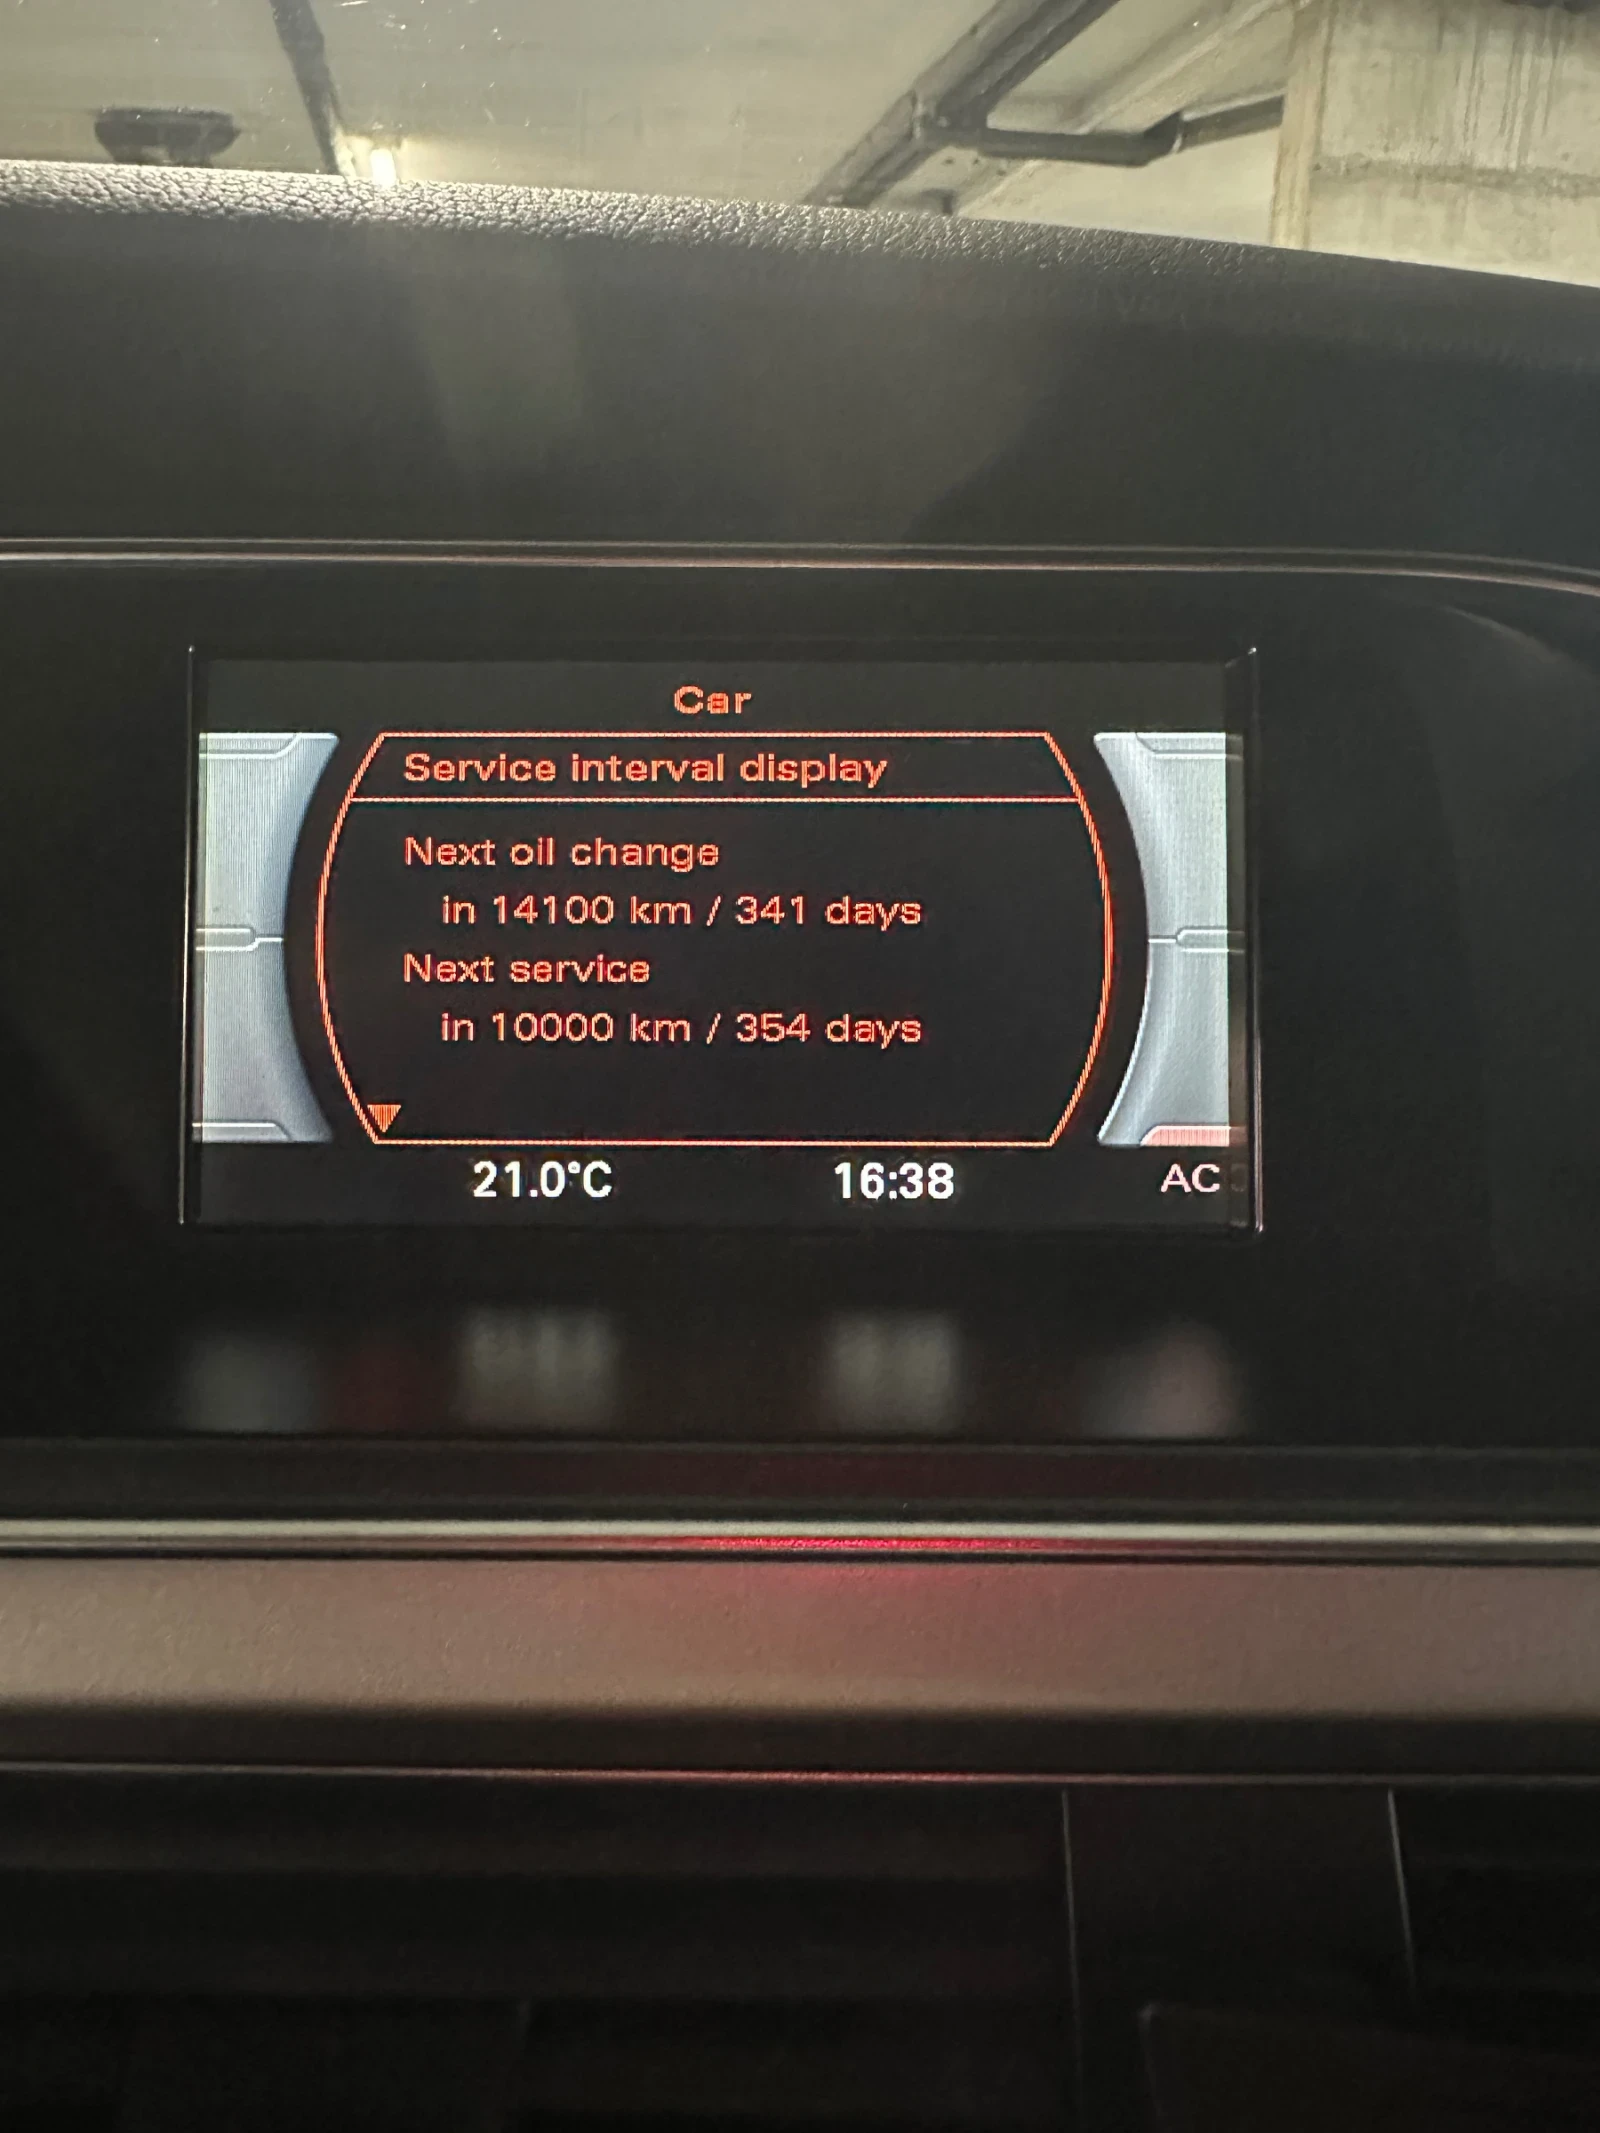 Car
Service interval display
Next oil change
in 14100 km / 341 days
Next service
in 10000 km / 354 days
21.0°C 16:38 AC